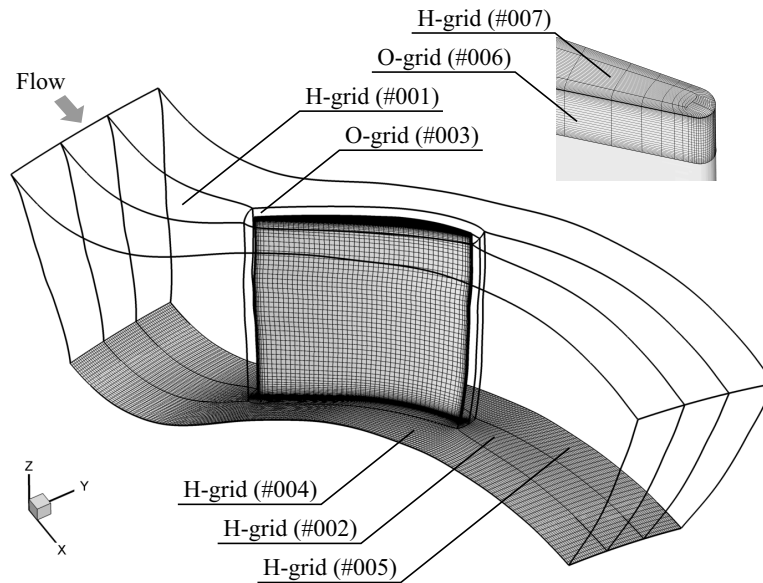 H-grid (#007)
O-grid (#006)
Flow
H-grid (#001)
O-grid (#003)
Z
Y
X
H-grid (#004)
H-grid (#002)
H-grid (#005)